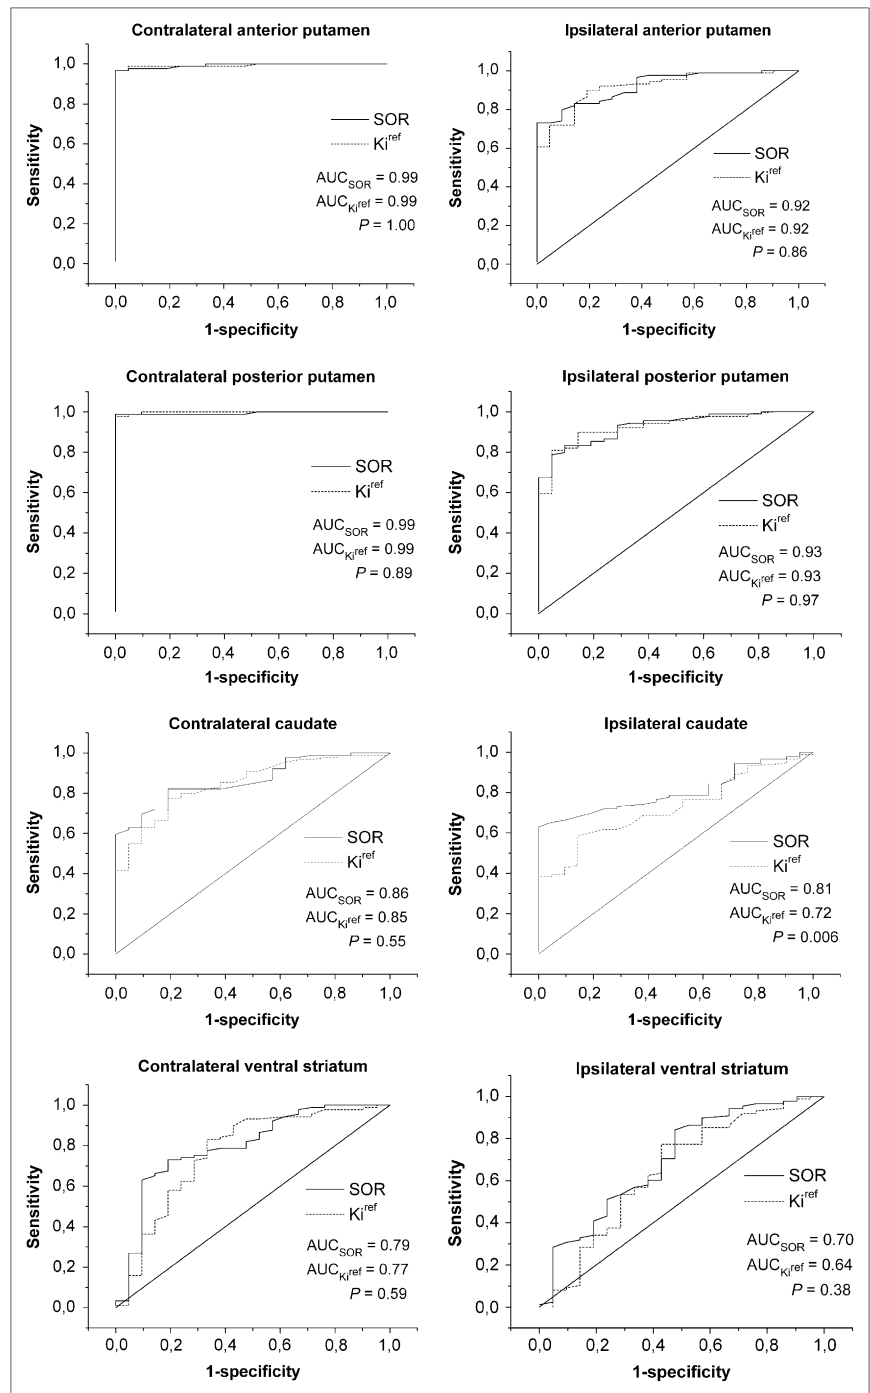 Contralateral anterior putamen
1,0
0,8
0,6
0,4
0,2
0,0
Sensitivity
SOR
Ki^ref
AUC_SOR = 0.99
AUC_Ki^ref = 0.99
P = 1.00
0,0 0,2 0,4 0,6 0,8 1,0
1-specificity
Ipsilateral anterior putamen
1,0
0,8
0,6
0,4
0,2
0,0
Sensitivity
SOR
Ki^ref
AUC_SOR = 0.92
AUC_Ki^ref = 0.92
P = 0.86
0,0 0,2 0,4 0,6 0,8 1,0
1-specificity
Contralateral posterior putamen
1,0
0,8
0,6
0,4
0,2
0,0
Sensitivity
SOR
Ki^ref
AUC_SOR = 0.99
AUC_Ki^ref = 0.99
P = 0.89
0,0 0,2 0,4 0,6 0,8 1,0
1-specificity
Ipsilateral posterior putamen
1,0
0,8
0,6
0,4
0,2
0,0
Sensitivity
SOR
Ki^ref
AUC_SOR = 0.93
AUC_Ki^ref = 0.93
P = 0.97
0,0 0,2 0,4 0,6 0,8 1,0
1-specificity
Contralateral caudate
1,0
0,8
0,6
0,4
0,2
0,0
Sensitivity
SOR
Ki^ref
AUC_SOR = 0.86
AUC_Ki^ref = 0.85
P = 0.55
0,0 0,2 0,4 0,6 0,8 1,0
1-specificity
Ipsilateral caudate
1,0
0,8
0,6
0,4
0,2
0,0
Sensitivity
SOR
Ki^ref
AUC_SOR = 0.81
AUC_Ki^ref = 0.72
P = 0.006
0,0 0,2 0,4 0,6 0,8 1,0
1-specificity
Contralateral ventral striatum
1,0
0,8
0,6
0,4
0,2
0,0
Sensitivity
SOR
Ki^ref
AUC_SOR = 0.79
AUC_Ki^ref = 0.77
P = 0.59
0,0 0,2 0,4 0,6 0,8 1,0
1-specificity
Ipsilateral ventral striatum
1,0
0,8
0,6
0,4
0,2
0,0
Sensitivity
SOR
Ki^ref
AUC_SOR = 0.70
AUC_Ki^ref = 0.64
P = 0.38
0,0 0,2 0,4 0,6 0,8 1,0
1-specificity